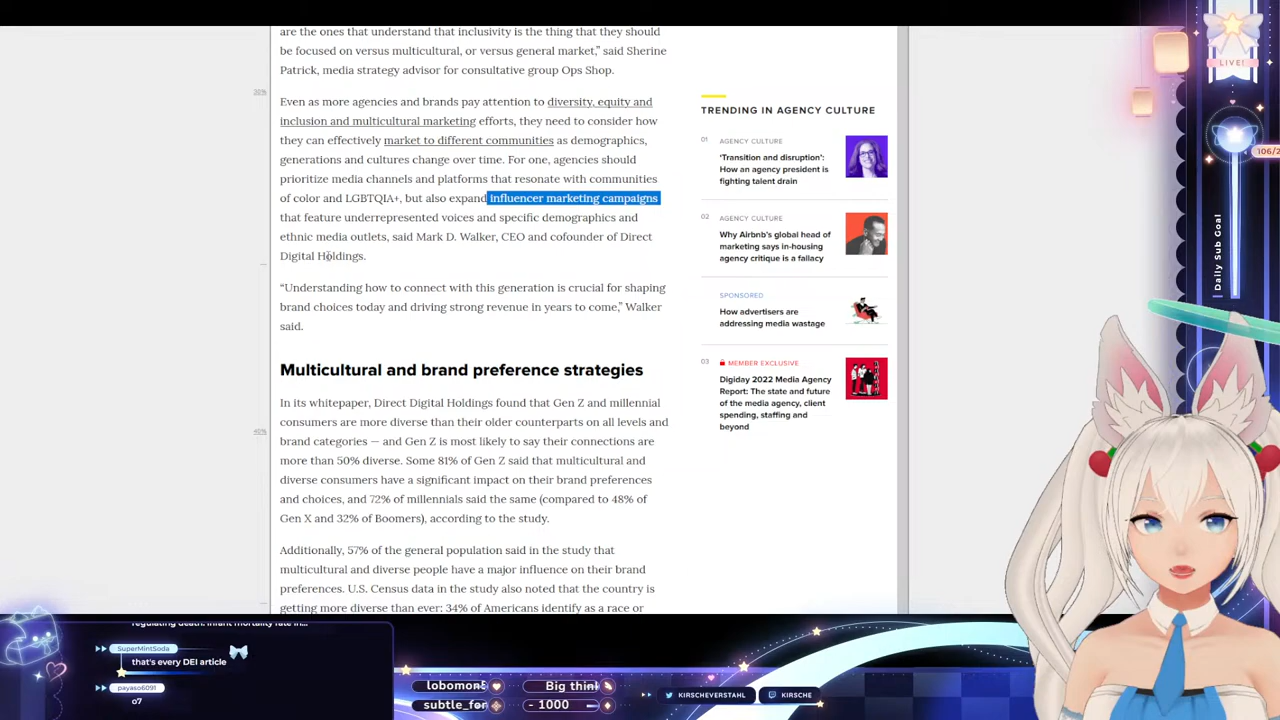 are the ones that understand that inclusivity is the thing that they should
be focused on versus multicultural, or versus general market,” said Sherine
Patrick, media strategy advisor for consultative group Ops Shop.
Even as more agencies and brands pay attention to diversity, equity and
inclusion and multicultural marketing efforts, they need to consider how
they can effectively market to different communities as demographics,
generations and cultures change over time. For one, agencies should
prioritize media channels and platforms that resonate with communities
of color and LGBTQIA+, but also expand influencer marketing campaigns
that feature underrepresented voices and specific demographics and
ethnic media outlets, said Mark D. Walker, CEO and cofounder of Direct
Digital Holdings.
“Understanding how to connect with this generation is crucial for shaping
brand choices today and driving strong revenue in years to come,” Walker
said.
Multicultural and brand preference strategies
In its whitepaper, Direct Digital Holdings found that Gen Z and millennial
consumers are more diverse than their older counterparts on all levels and
brand categories — and Gen Z is most likely to say their connections are
more than 50% diverse. Some 81% of Gen Z said that multicultural and
diverse consumers have a significant impact on their brand preferences
and choices, and 72% of millennials said the same (compared to 48% of
Gen X and 32% of Boomers), according to the study.
Additionally, 57% of the general population said in the study that
multicultural and diverse people have a major influence on their brand
preferences. U.S. Census data in the study also noted that the country is
getting more diverse than ever: 34% of Americans identify as a race or
40%
TRENDING IN AGENCY CULTURE
01
AGENCY CULTURE
‘Transition and disruption’:
How an agency president is
fighting talent drain
02
AGENCY CULTURE
Why Airbnb’s global head of
marketing says in-housing
agency critique is a fallacy
SPONSORED
How advertisers are
addressing media wastage
03
MEMBER EXCLUSIVE
Digiday 2022 Media Agency
Report: The state and future
of the media agency, client
spending, staffing and
beyond
LIVE!
106/2
Daily Sub Goal
regulating death: infant mortality rate in...
SuperMintSoda
that's every DEI article
payaso6091
o7
lobomon
subtle_for
Big thin
- 1000
KIRSCHEVERSTAHL
KIRSCHE